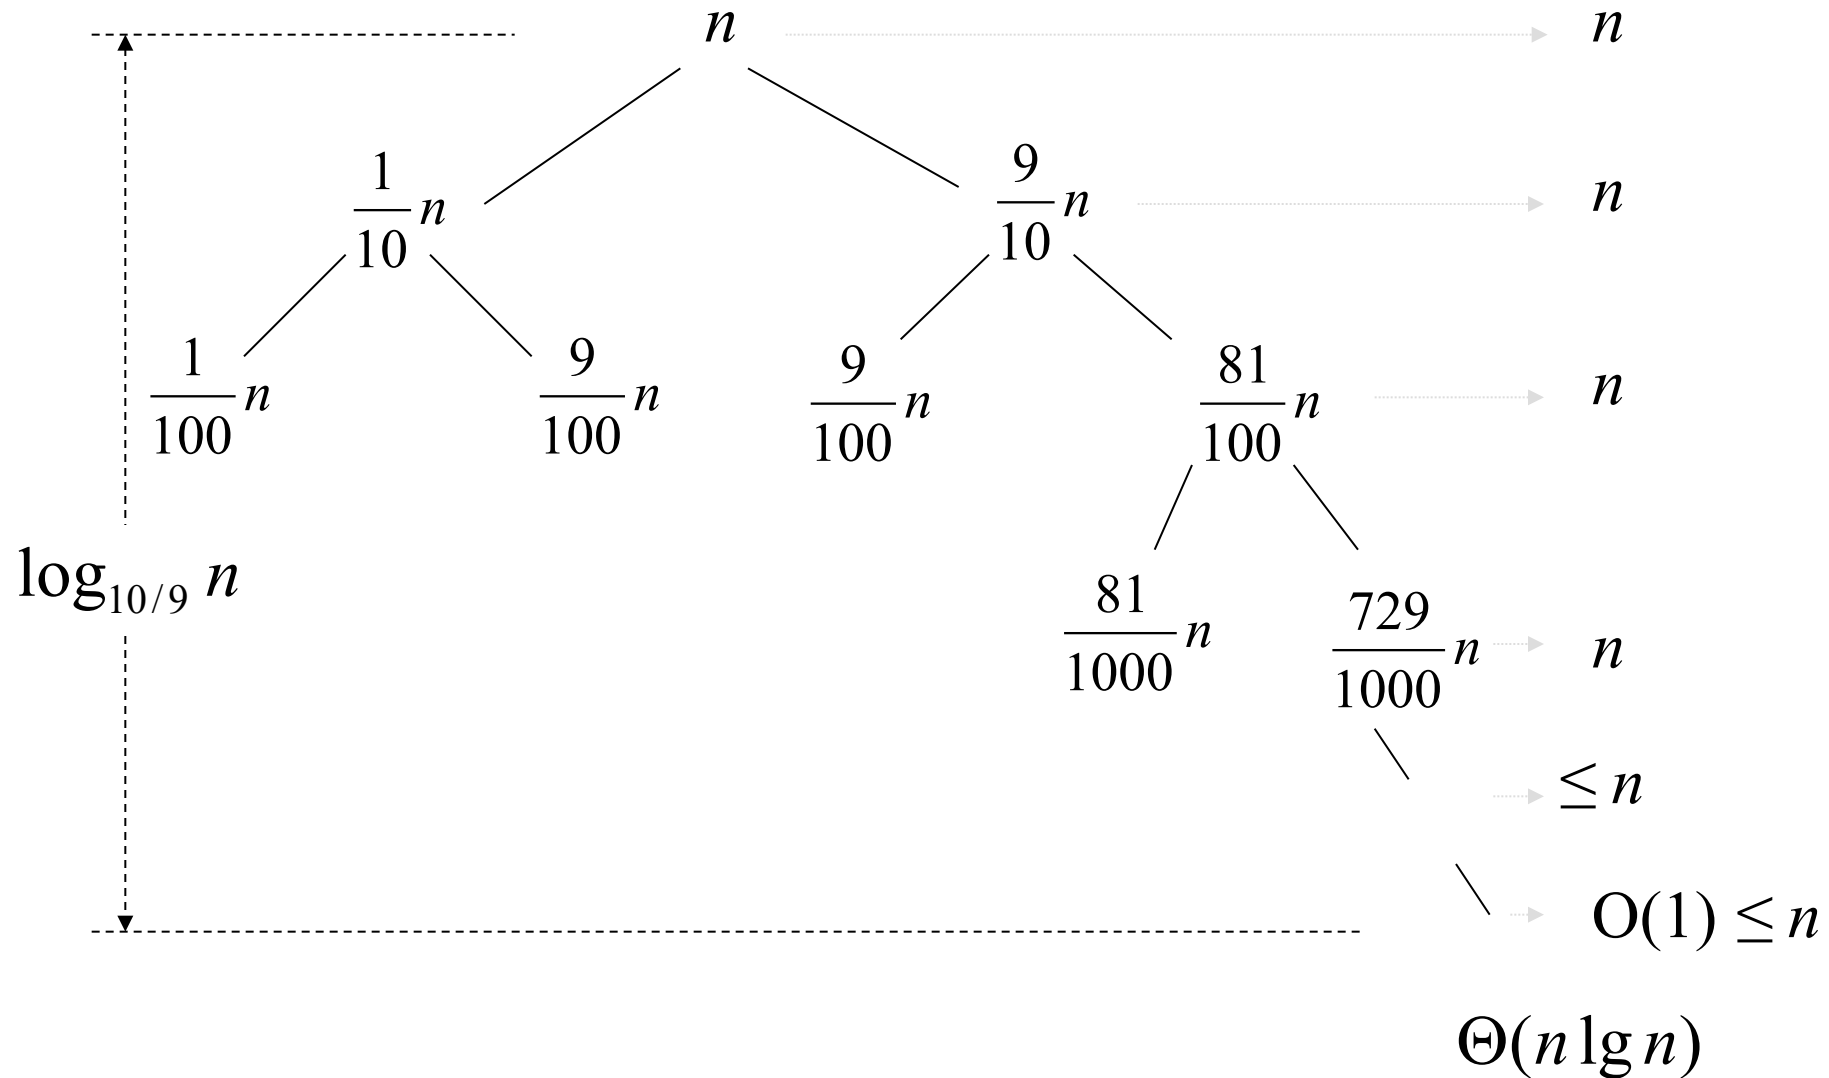 n n
1/10 n 9/10 n n
1/100 n 9/100 n 9/100 n 81/100 n n
log_{10/9} n
81/1000 n 729/1000 n n
≤ n
O(1) ≤ n
Θ(n lg n)